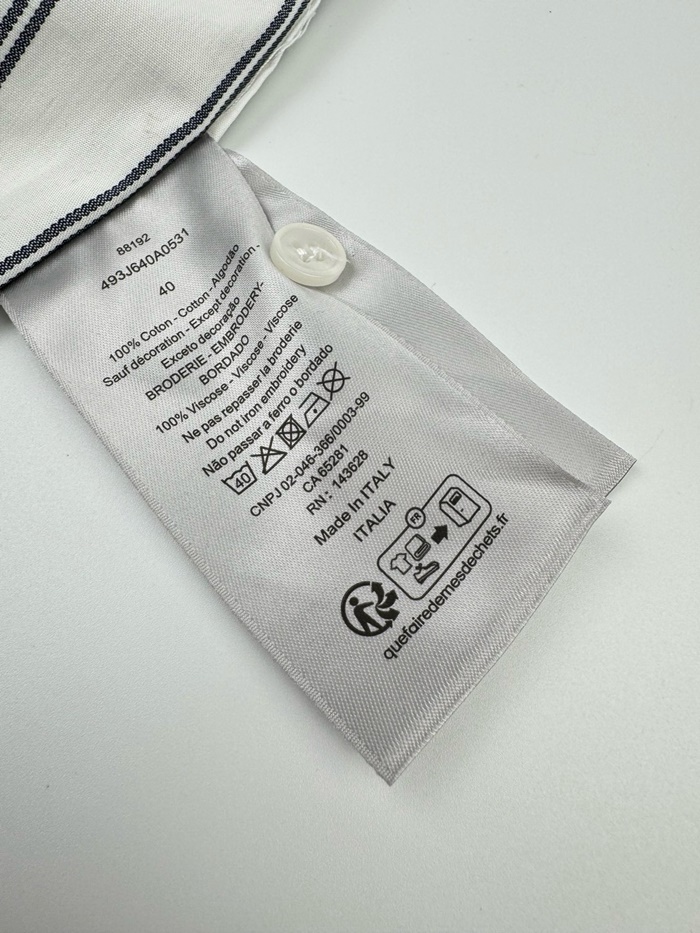 88192
493J640A0531
40
100% Coton - Cotton - Algodão
Sauf décoration - Except decoration -
Exceto decoração
BRODERIE - EMBRODERY-
BORDADO
100% Viscose - Viscose - Viscose
Ne pas repasser la broderie
Do not iron embroidery
Não passar a ferro o bordado
40
CNPJ 02-046-366/0003-99
CA 65281
RN: 143628
Made In ITALY
ITALIA
FR
quefairedemesdechets.fr